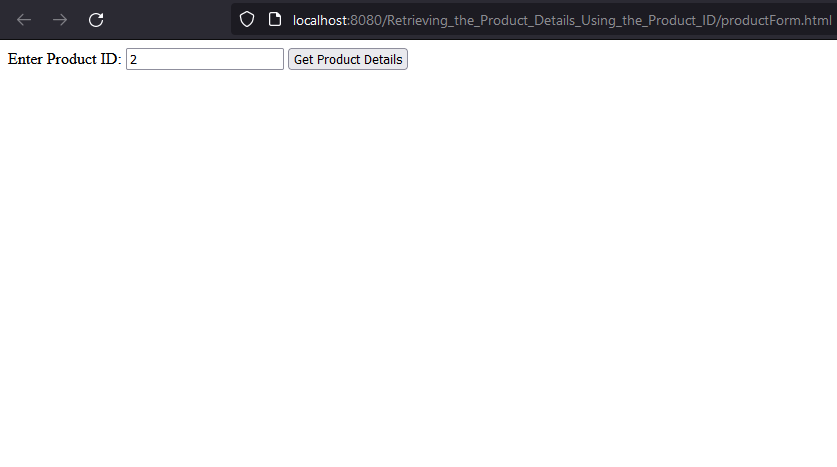 localhost:8080/Retrieving_the_Product_Details_Using_the_Product_ID/productForm.html
Enter Product ID: 2 Get Product Details